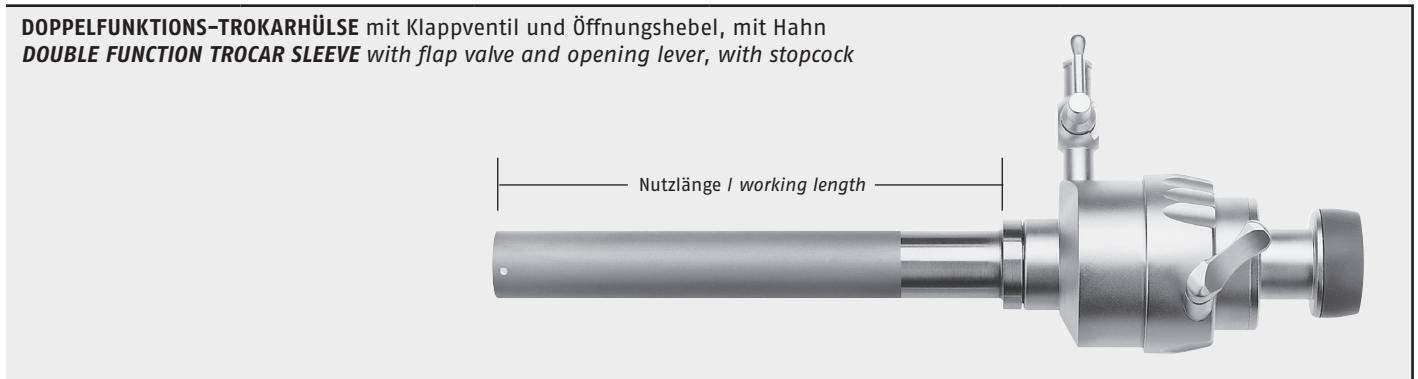 DOPPELFUNKTIONS-TROKARHÜLSE mit Klappventil und Öffnungshebel, mit Hahn
DOUBLE FUNCTION TROCAR SLEEVE with flap valve and opening lever, with stopcock
Nutzlänge / working length